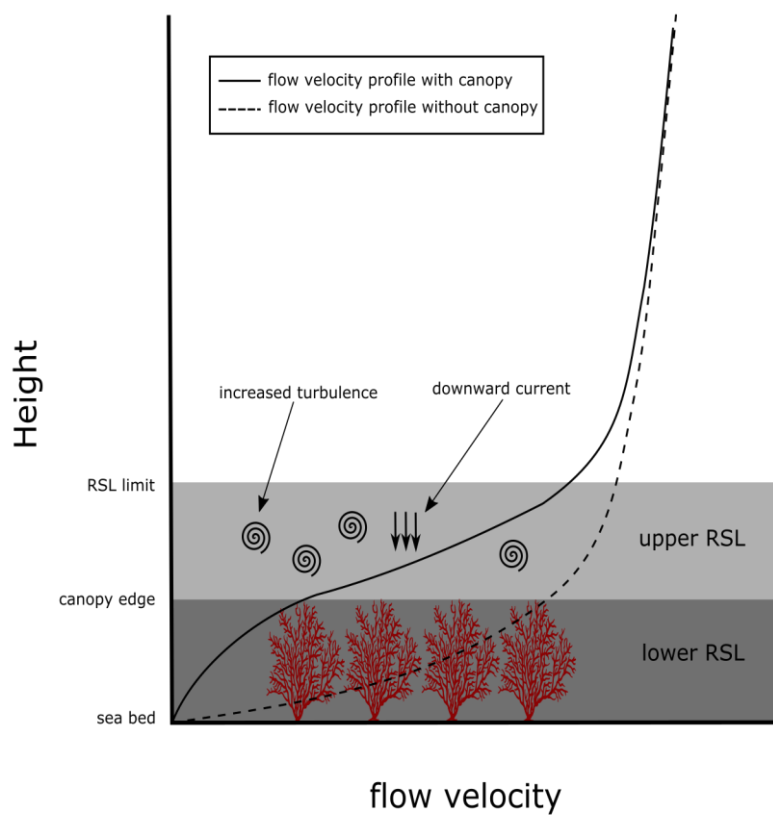 flow velocity profile with canopy
flow velocity profile without canopy
Height
increased turbulence
downward current
RSL limit
upper RSL
canopy edge
lower RSL
sea bed
flow velocity